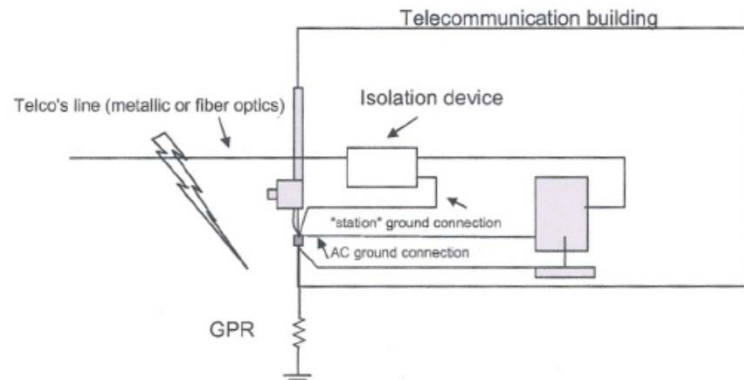 Telecommunication building
Telco's line (metallic or fiber optics)
Isolation device
"station" ground connection
AC ground connection
GPR